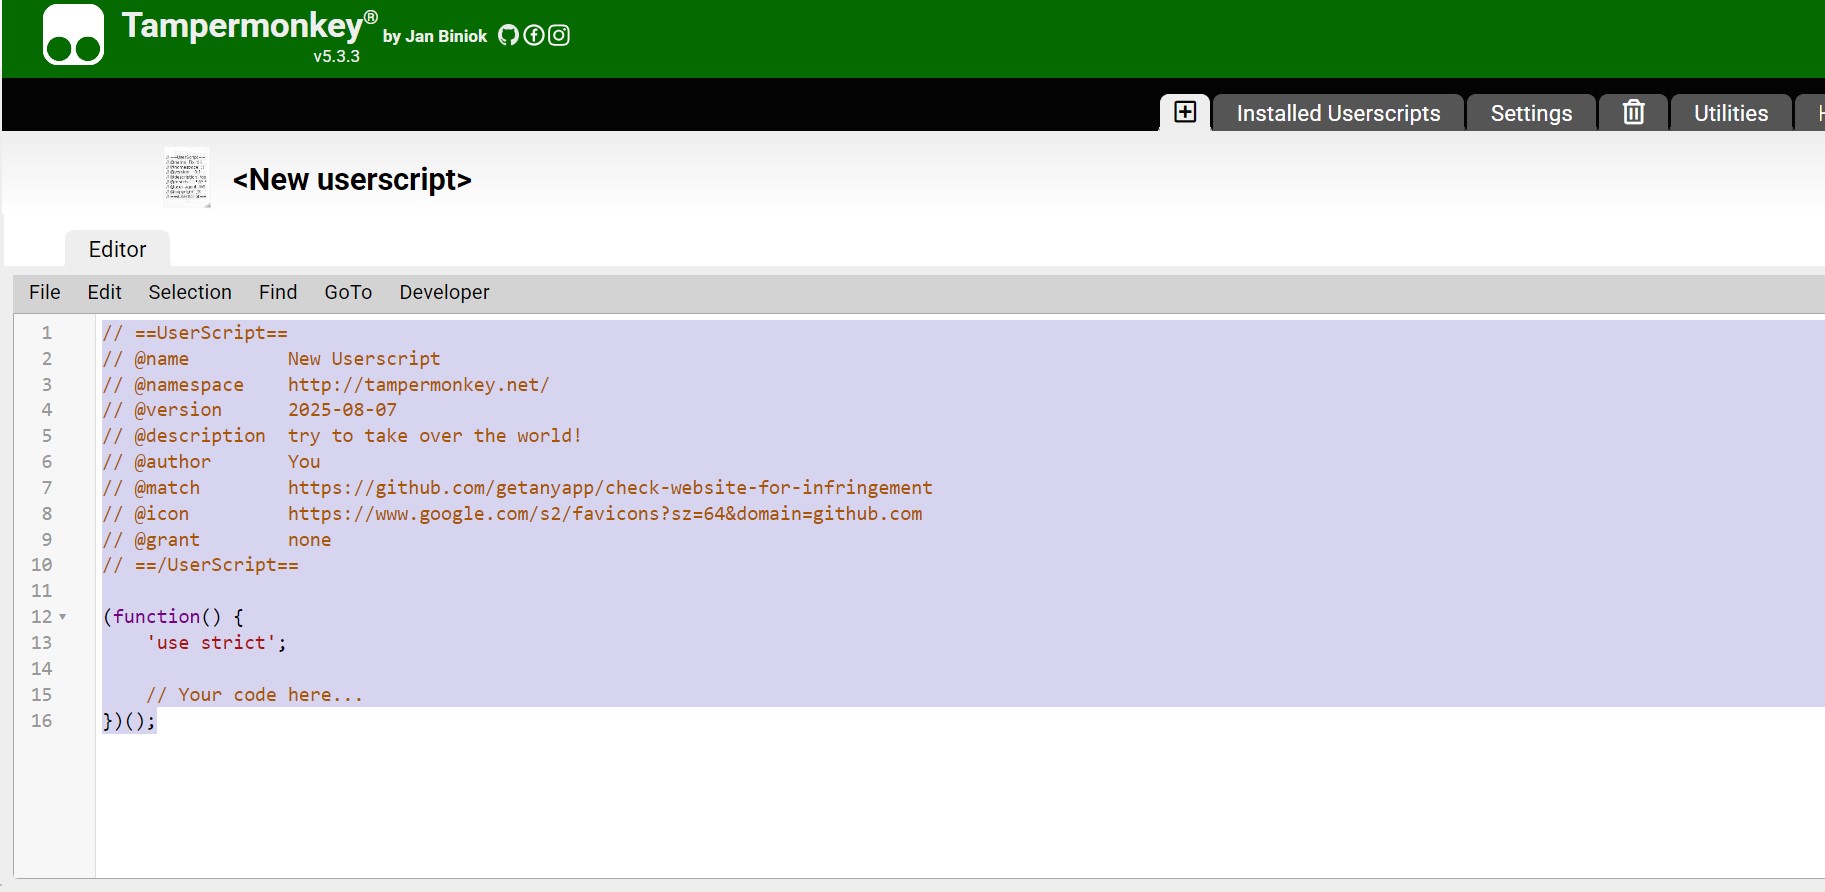 Tampermonkey® by Jan Biniok
v5.3.3
Installed Userscripts Settings Utilities
<New userscript>
Editor
File Edit Selection Find GoTo Developer
1 // ==UserScript==
2 // @name New Userscript
3 // @namespace http://tampermonkey.net/
4 // @version 2025-08-07
5 // @description try to take over the world!
6 // @author You
7 // @match https://github.com/getanyapp/check-website-for-infringement
8 // @icon https://www.google.com/s2/favicons?sz=64&domain=github.com
9 // @grant none
10 // ==/UserScript==
11
12 (function() {
13 'use strict';
14
15 // Your code here...
16 })();